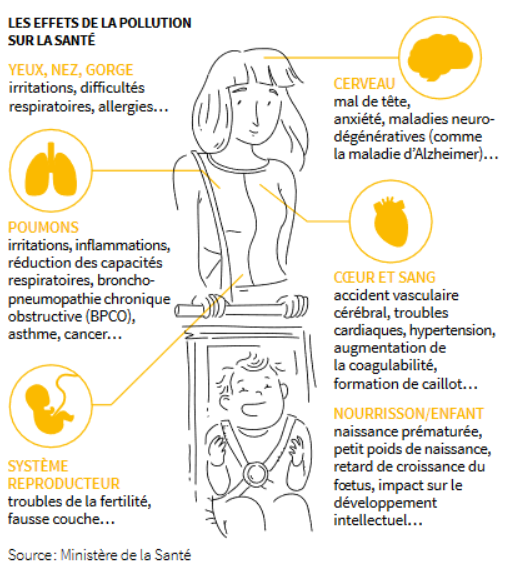 LES EFFETS DE LA POLLUTION
SUR LA SANTÉ
YEUX, NEZ, GORGE
irritations, difficultés
respiratoires, allergies...
CERVEAU
mal de tête,
anxiété, maladies neuro-
dégénératives (comme
la maladie d’Alzheimer)...
POUMONS
irritations, inflammations,
réduction des capacités
respiratoires, broncho-
pneumopathie chronique
obstructive (BPCO),
asthme, cancer...
CŒUR ET SANG
accident vasculaire
cérébral, troubles
cardiaques, hypertension,
augmentation de
la coagulabilité,
formation de caillot...
SYSTÈME
REPRODUCTEUR
troubles de la fertilité,
fausse couche...
NOURRISSON/ENFANT
naissance prématurée,
petit poids de naissance,
retard de croissance du
fœtus, impact sur le
développement
intellectuel...
Source : Ministère de la Santé